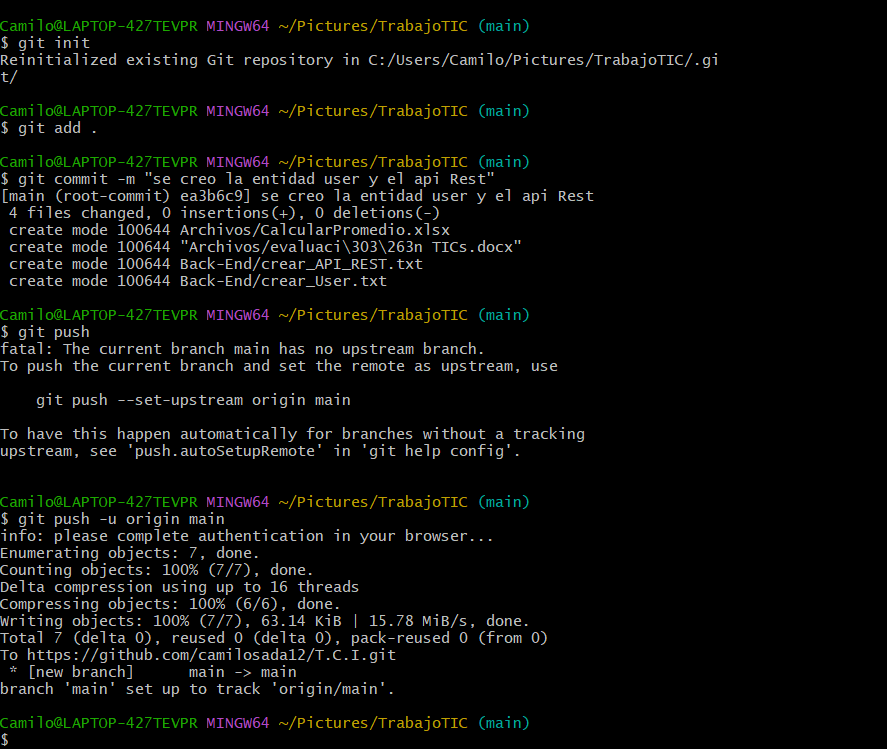 Camilo@LAPTOP-427TEVPR MINGW64 ~/Pictures/TrabajoTIC (main)
$ git init
Reinitialized existing Git repository in C:/Users/Camilo/Pictures/TrabajoTIC/.gi
t/
Camilo@LAPTOP-427TEVPR MINGW64 ~/Pictures/TrabajoTIC (main)
$ git add .
Camilo@LAPTOP-427TEVPR MINGW64 ~/Pictures/TrabajoTIC (main)
$ git commit -m "se creo la entidad user y el api Rest"
[main (root-commit) ea3b6c9] se creo la entidad user y el api Rest
 4 files changed, 0 insertions(+), 0 deletions(-)
 create mode 100644 Archivos/CalcularPromedio.xlsx
 create mode 100644 "Archivos/evaluaci\303\263n TICs.docx"
 create mode 100644 Back-End/crear_API_REST.txt
 create mode 100644 Back-End/crear_User.txt
Camilo@LAPTOP-427TEVPR MINGW64 ~/Pictures/TrabajoTIC (main)
$ git push
fatal: The current branch main has no upstream branch.
To push the current branch and set the remote as upstream, use
    git push --set-upstream origin main
To have this happen automatically for branches without a tracking
upstream, see 'push.autoSetupRemote' in 'git help config'.
Camilo@LAPTOP-427TEVPR MINGW64 ~/Pictures/TrabajoTIC (main)
$ git push -u origin main
info: please complete authentication in your browser...
Enumerating objects: 7, done.
Counting objects: 100% (7/7), done.
Delta compression using up to 16 threads
Compressing objects: 100% (6/6), done.
Writing objects: 100% (7/7), 63.14 KiB | 15.78 MiB/s, done.
Total 7 (delta 0), reused 0 (delta 0), pack-reused 0 (from 0)
To https://github.com/camilosada12/T.C.I.git
 * [new branch]      main -> main
branch 'main' set up to track 'origin/main'.
Camilo@LAPTOP-427TEVPR MINGW64 ~/Pictures/TrabajoTIC (main)
$